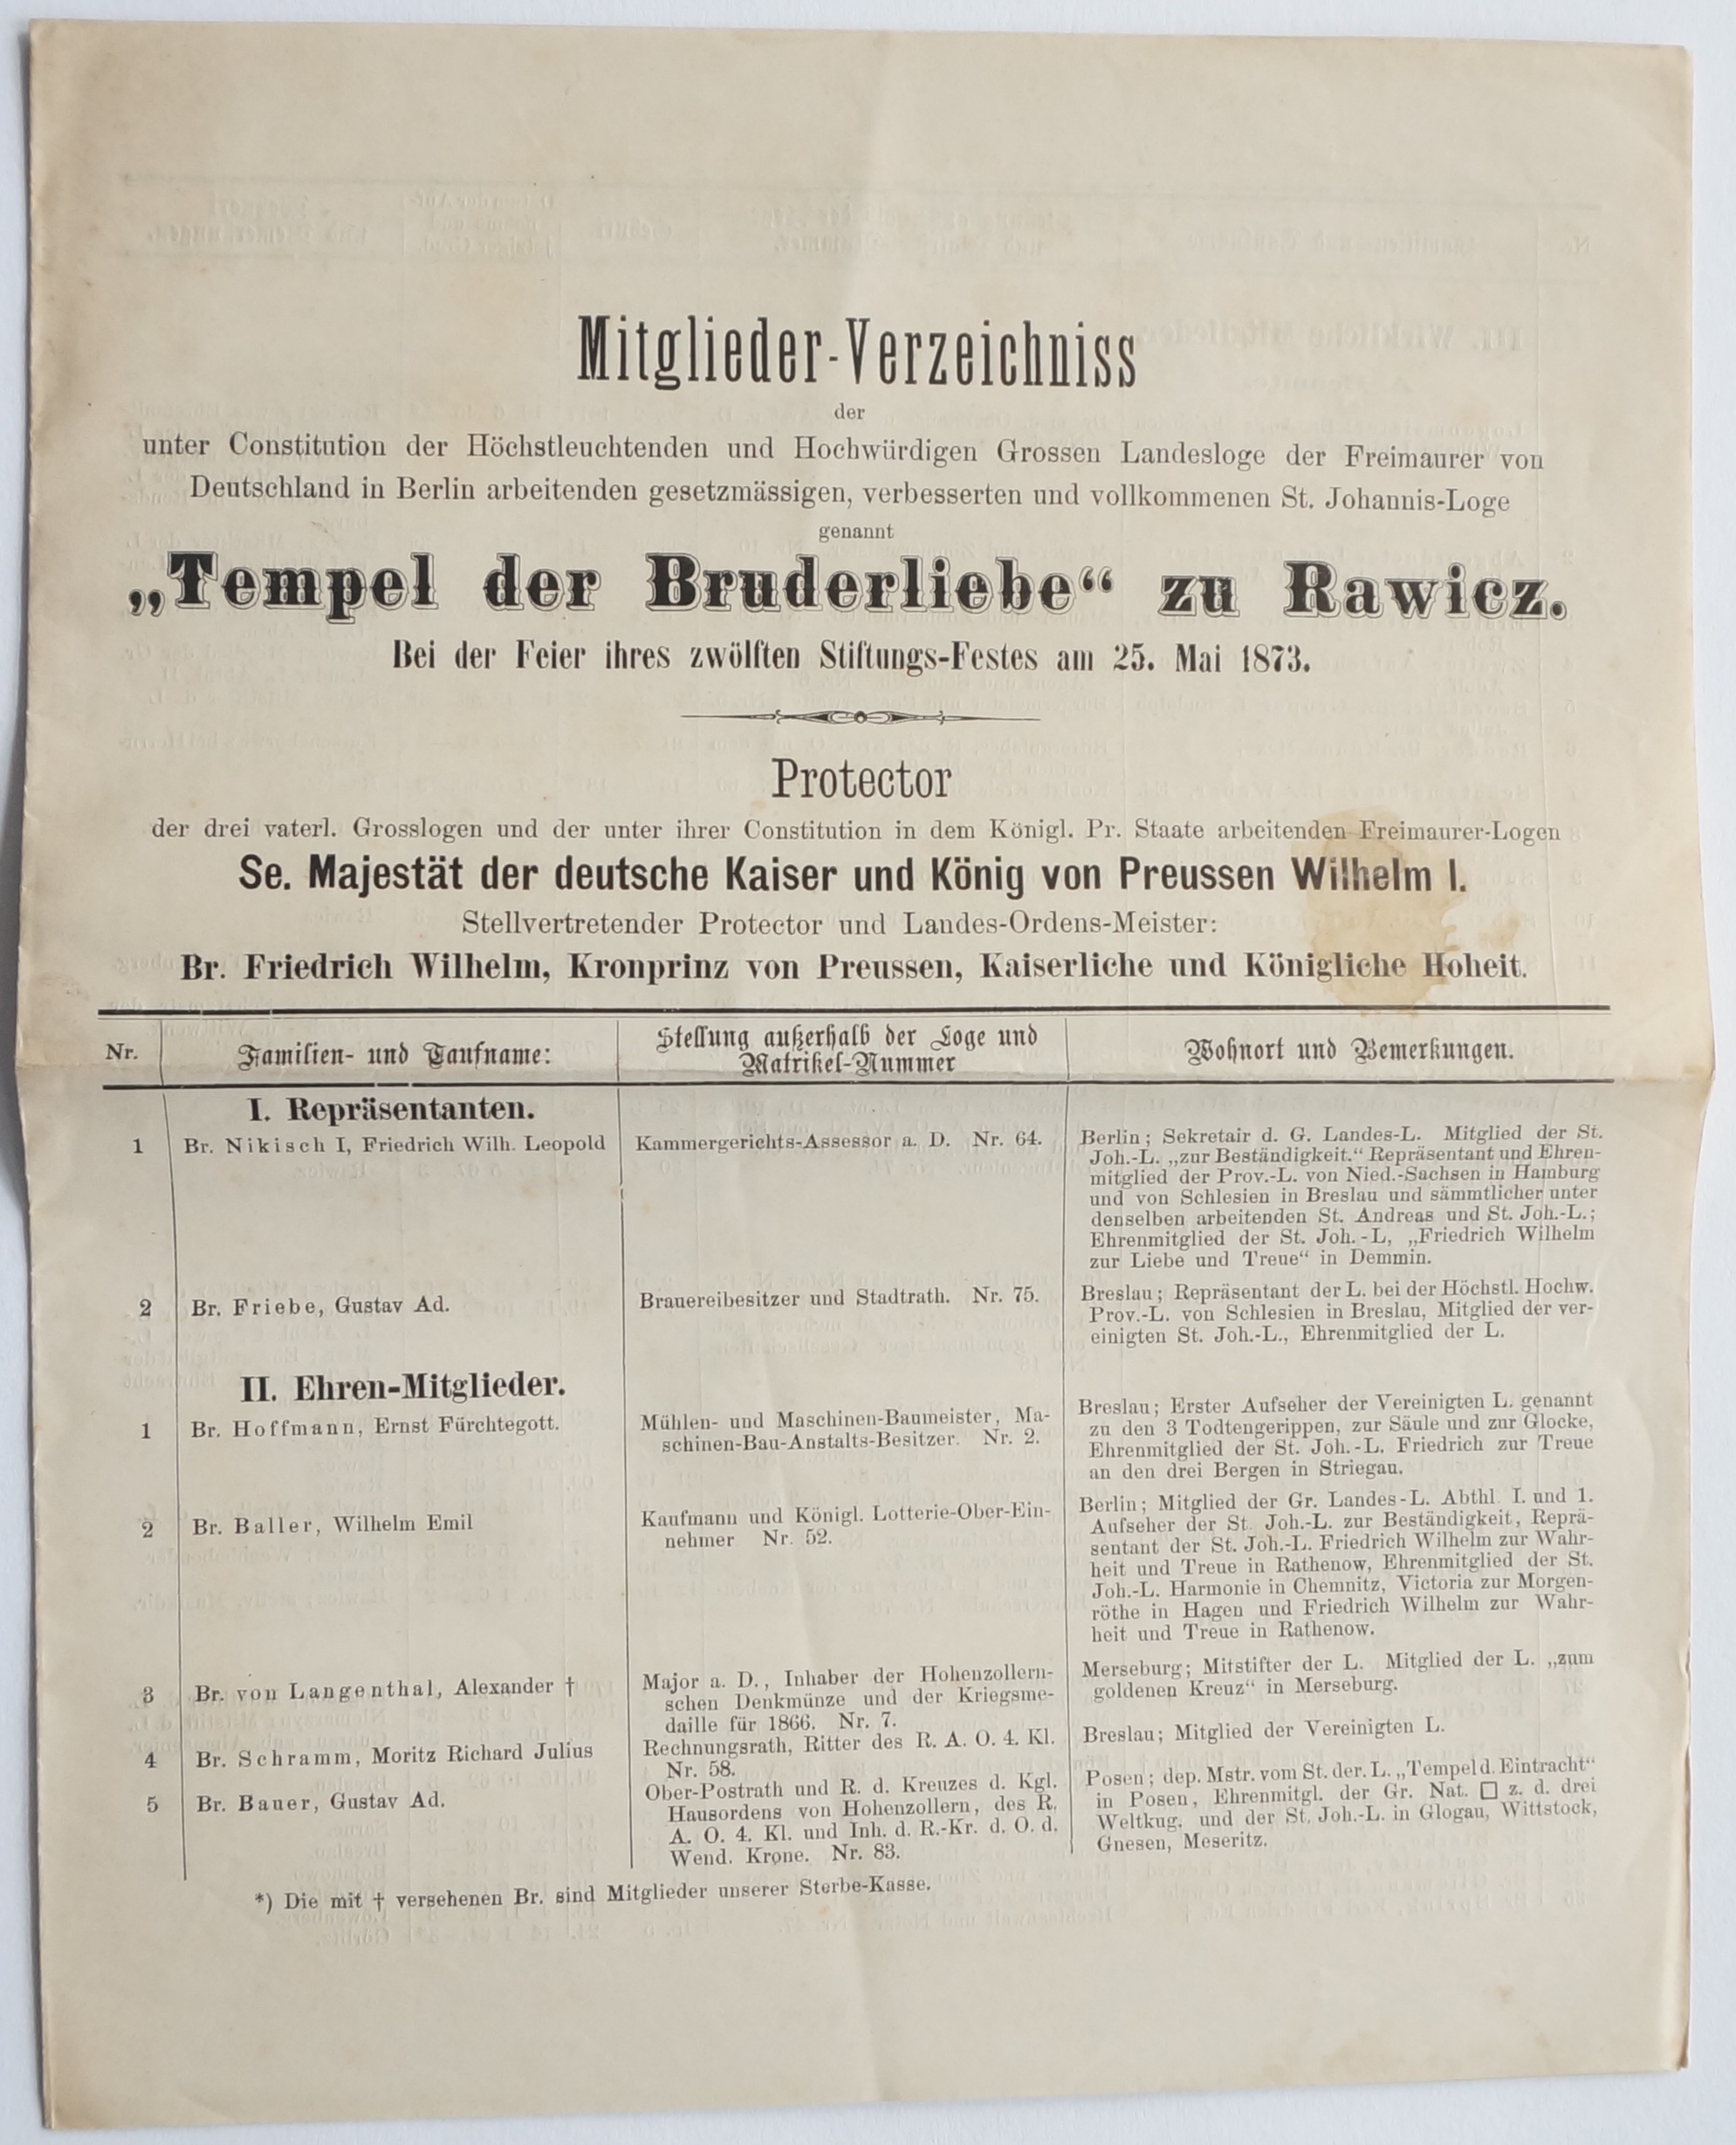 Mitglieder-Verzeichniss
der
unter Constitution der Höchstleuchtenden und Hochwürdigen Grossen Landesloge der Freimaurer von
Deutschland in Berlin arbeitenden gesetzmässigen, verbesserten und vollkommenen St. Johannis-Loge
genannt
„Tempel der Bruderliebe“ zu Rawicz.
Bei der Feier ihres zwölften Stiftungs-Festes am 25. Mai 1873.
Protector
der drei vaterl. Grosslogen und der unter ihrer Constitution in dem Königl. Pr. Staate arbeitenden Freimaurer-Logen
Se. Majestät der deutsche Kaiser und König von Preussen Wilhelm I.
Stellvertretender Protector und Landes-Ordens-Meister:
Br. Friedrich Wilhelm, Kronprinz von Preussen, Kaiserliche und Königliche Hoheit.
Nr.
Familien- und Taufname:
Stellung außerhalb der Loge und
Matrikel-Nummer
Wohnort und Bemerkungen.
I. Repräsentanten.
1
Br. Nikisch I, Friedrich Wilh. Leopold
Kammergerichts-Assessor a. D. Nr. 64.
Berlin; Sekretair d. G. Landes-L. Mitglied der St.
Joh.-L. „zur Beständigkeit.“ Repräsentant und Ehren-
mitglied der Prov.-L. von Nied.-Sachsen in Hamburg
und von Schlesien in Breslau und sämmtlicher unter
denselben arbeitenden St. Andreas und St. Joh.-L.;
Ehrenmitglied der St. Joh.-L, „Friedrich Wilhelm
zur Liebe und Treue“ in Demmin.
2
Br. Friebe, Gustav Ad.
Brauereibesitzer und Stadtrath. Nr. 75.
Breslau; Repräsentant der L. bei der Höchstl. Hochw.
Prov.-L. von Schlesien in Breslau, Mitglied der ver-
einigten St. Joh.-L., Ehrenmitglied der L.
II. Ehren-Mitglieder.
1
Br. Hoffmann, Ernst Fürchtegott.
Mühlen- und Maschinen-Baumeister, Ma-
schinen-Bau-Anstalts-Besitzer. Nr. 2.
Breslau; Erster Aufseher der Vereinigten L. genannt
zu den 3 Todtengerippen, zur Säule und zur Glocke,
Ehrenmitglied der St. Joh.-L. Friedrich zur Treue
an den drei Bergen in Striegau.
2
Br. Baller, Wilhelm Emil
Kaufmann und Königl. Lotterie-Ober-Ein-
nehmer Nr. 52.
Berlin; Mitglied der Gr. Landes-L. Abthl. I. und 1.
Aufseher der St. Joh.-L. zur Beständigkeit, Reprä-
sentant der St. Joh.-L. Friedrich Wilhelm zur Wahr-
heit und Treue in Rathenow, Ehrenmitglied der St.
Joh.-L. Harmonie in Chemnitz, Victoria zur Morgen-
röthe in Hagen und Friedrich Wilhelm zur Wahr-
heit und Treue in Rathenow.
3
Br. von Langenthal, Alexander †
Major a. D., Inhaber der Hohenzollern-
schen Denkmünze und der Kriegsme-
daille für 1866. Nr. 7.
Merseburg; Mitstifter der L. Mitglied der L. „zum
goldenen Kreuz“ in Merseburg.
4
Br. Schramm, Moritz Richard Julius
Rechnungsrath, Ritter des R. A. O. 4. Kl.
Nr. 58.
Breslau; Mitglied der Vereinigten L.
5
Br. Bauer, Gustav Ad.
Ober-Postrath und R. d. Kreuzes d. Kgl.
Hausordens von Hohenzollern, des R.
A. O. 4. Kl. und Inh. d. R.-Kr. d. O. d.
Wend. Krone. Nr. 83.
Posen; dep. Mstr. vom St. der. L. „Tempel d. Eintracht“
in Posen, Ehrenmitgl. der Gr. Nat. □ z. d. drei
Weltkug. und der St. Joh.-L. in Glogau, Wittstock,
Gnesen, Meseritz.
*) Die mit † versehenen Br. sind Mitglieder unserer Sterbe-Kasse.